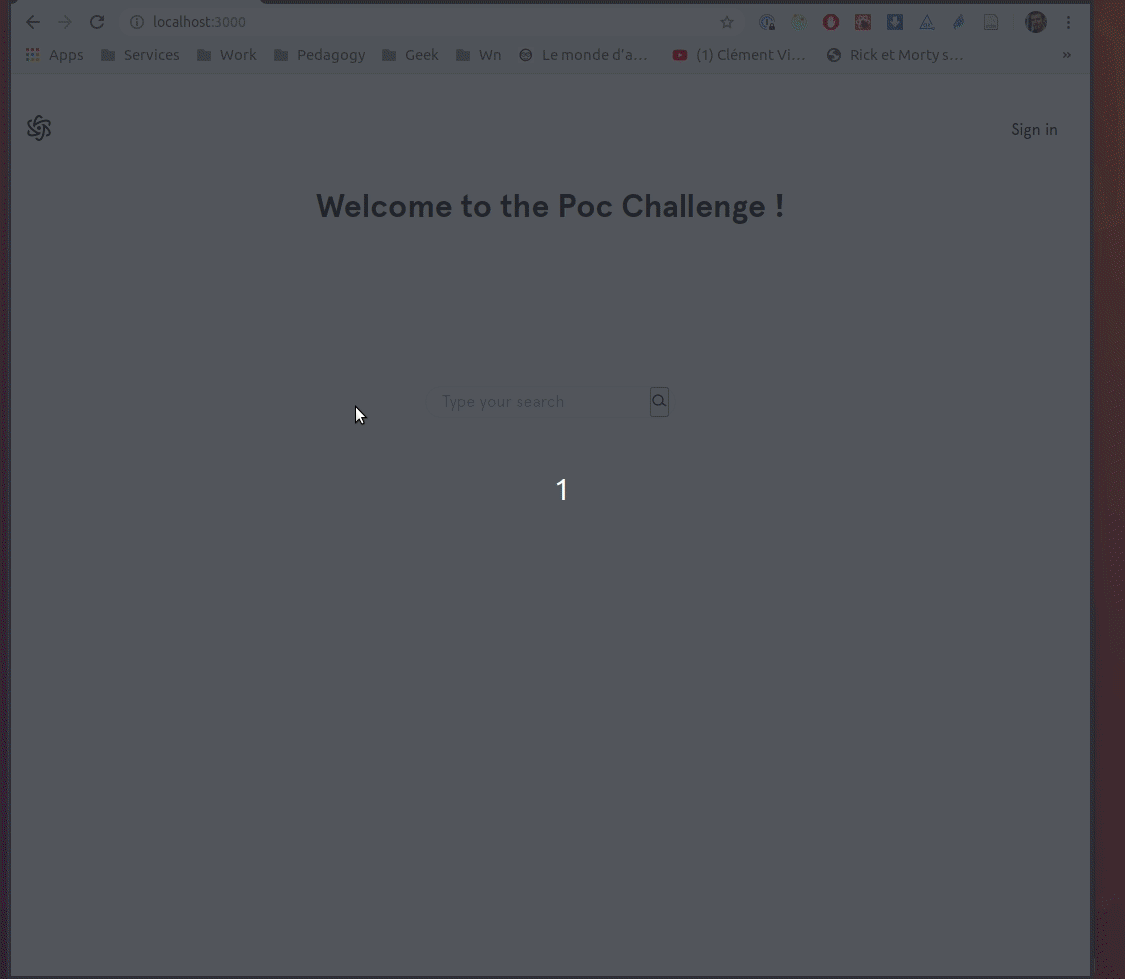 localhost:3000
Apps Services Work Pedagogy Geek Wn Le monde d'a... (1) Clément Vi... Rick et Morty s... »
Sign in
Welcome to the Poc Challenge !
Type your search
1